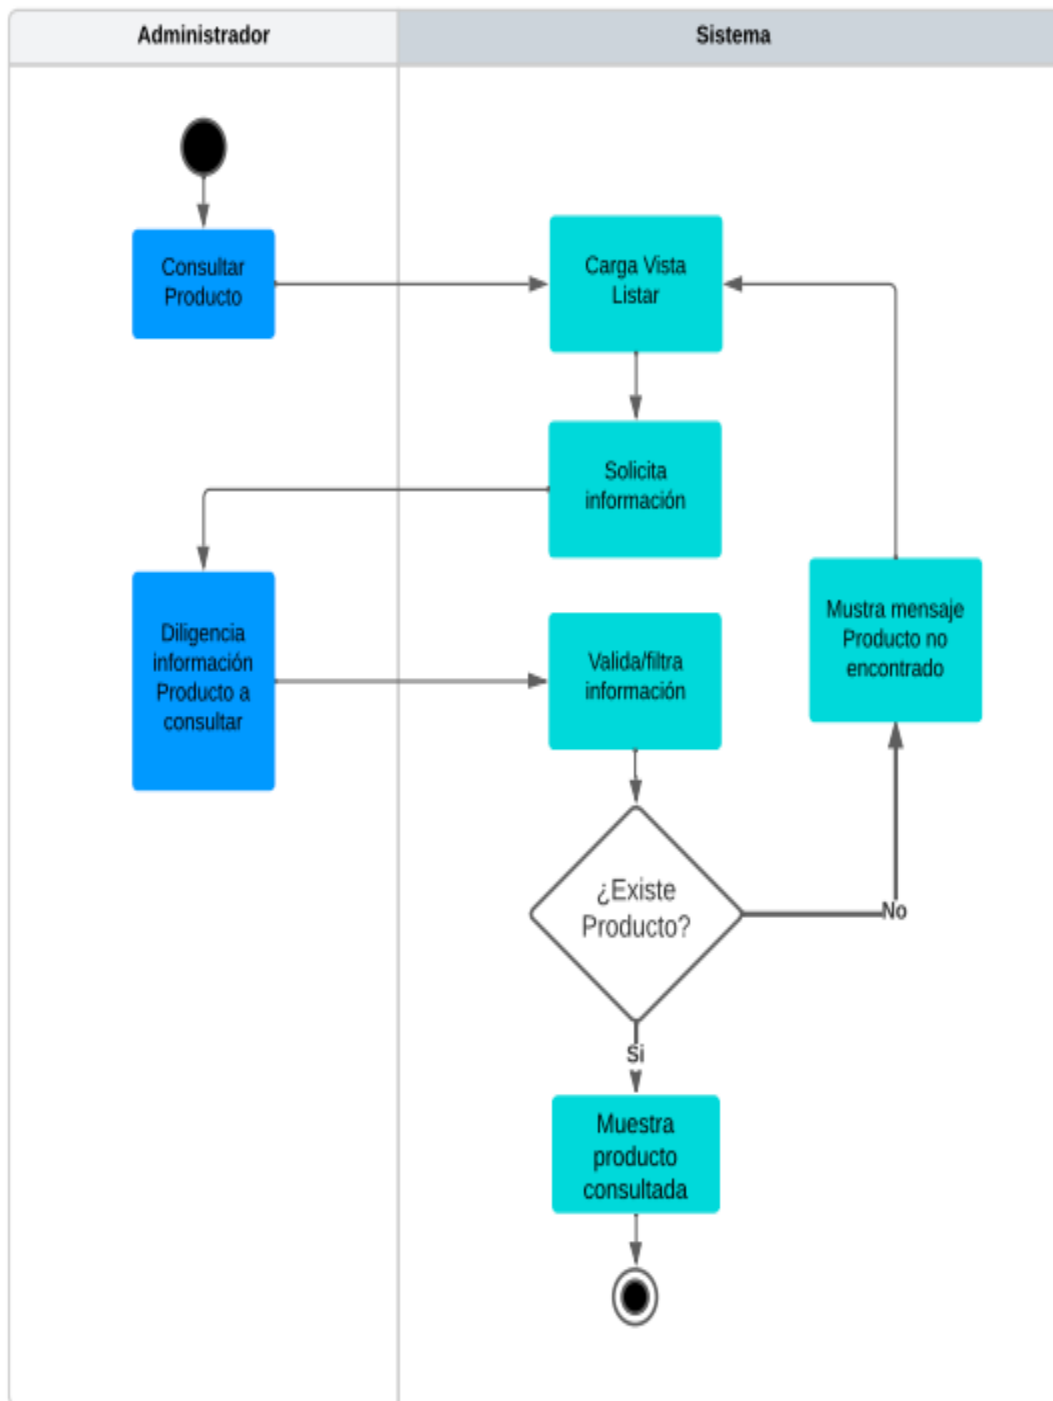 Administrador
Sistema
Consultar
Producto
Carga Vista
Listar
Solicita
información
Diligencia
información
Producto a
consultar
Valida/filtra
información
Mustra mensaje
Producto no
encontrado
¿Existe
Producto?
No
Si
Muestra
producto
consultada